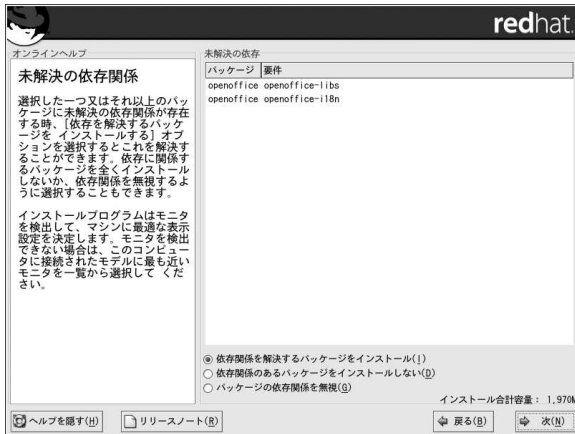 redhat.
オンラインヘルプ
未解決の依存関係
選択した一つ又はそれ以上のパッ
ケージに未解決の依存関係が存在
する時、[依存を解決するパッケ
ージを インストールする] オプ
ションを選択するとこれを解決す
ることができます。依存に関係す
るパッケージを全くインストール
しないか、依存関係を無視するよ
うに選択することもできます。
インストールプログラムはモニタ
を検出して、マシンに最適な表示
設定を決定します。モニタを検出
できない場合は、このコンピュー
タに接続されたモデルに最も近い
モニタを一覧から選択して くだ
さい。
未解決の依存
パッケージ 要件
openoffice openoffice-libs
openoffice openoffice-i18n
依存関係を解決するパッケージをインストール(I)
依存関係のあるパッケージをインストールしない(D)
パッケージの依存関係を無視(G)
インストール合計容量： 1,970M
ヘルプを隠す(H)
リリースノート(R)
戻る(B)
次(N)